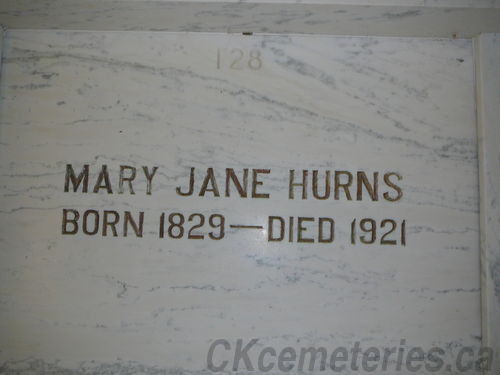 128
MARY JANE HURNS
BORN 1829—DIED 1921
CKcemeteries.ca